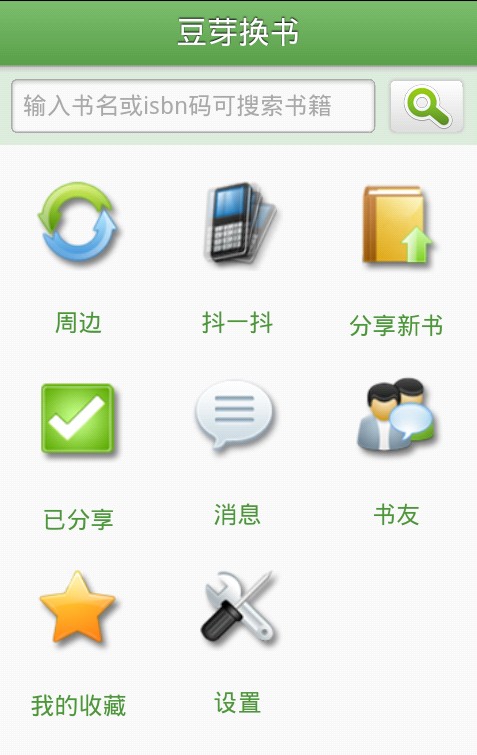 豆芽换书
输入书名或isbn码可搜索书籍
周边
抖一抖
分享新书
已分享
消息
书友
我的收藏
设置